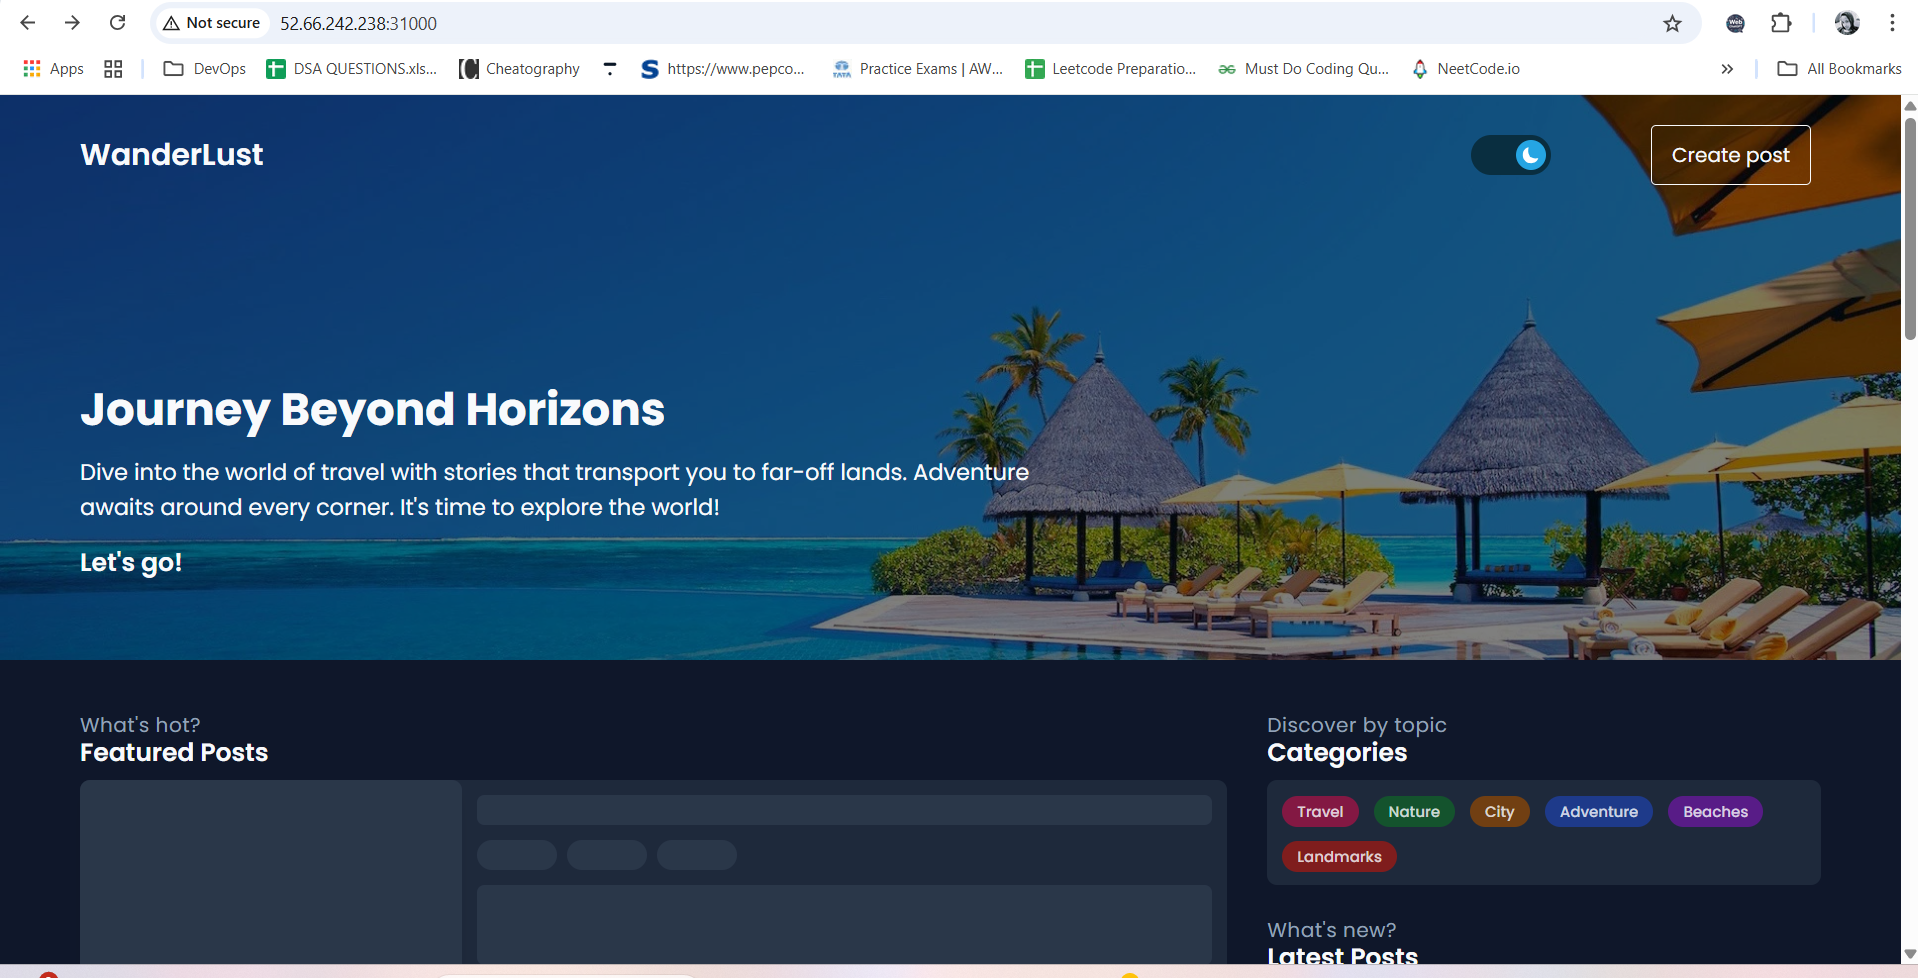 Not secure
52.66.242.238:31000
Web
Apps
DevOps
DSA QUESTIONS.xls...
Cheatography
https://www.pepco...
TATA
Practice Exams | AW...
Leetcode Preparatio...
Must Do Coding Qu...
NeetCode.io
All Bookmarks
WanderLust
Create post
Journey Beyond Horizons
Dive into the world of travel with stories that transport you to far-off lands. Adventure
awaits around every corner. It's time to explore the world!
Let's go!
What's hot?
Featured Posts
Discover by topic
Categories
Travel
Nature
City
Adventure
Beaches
Landmarks
What's new?
Latest Posts